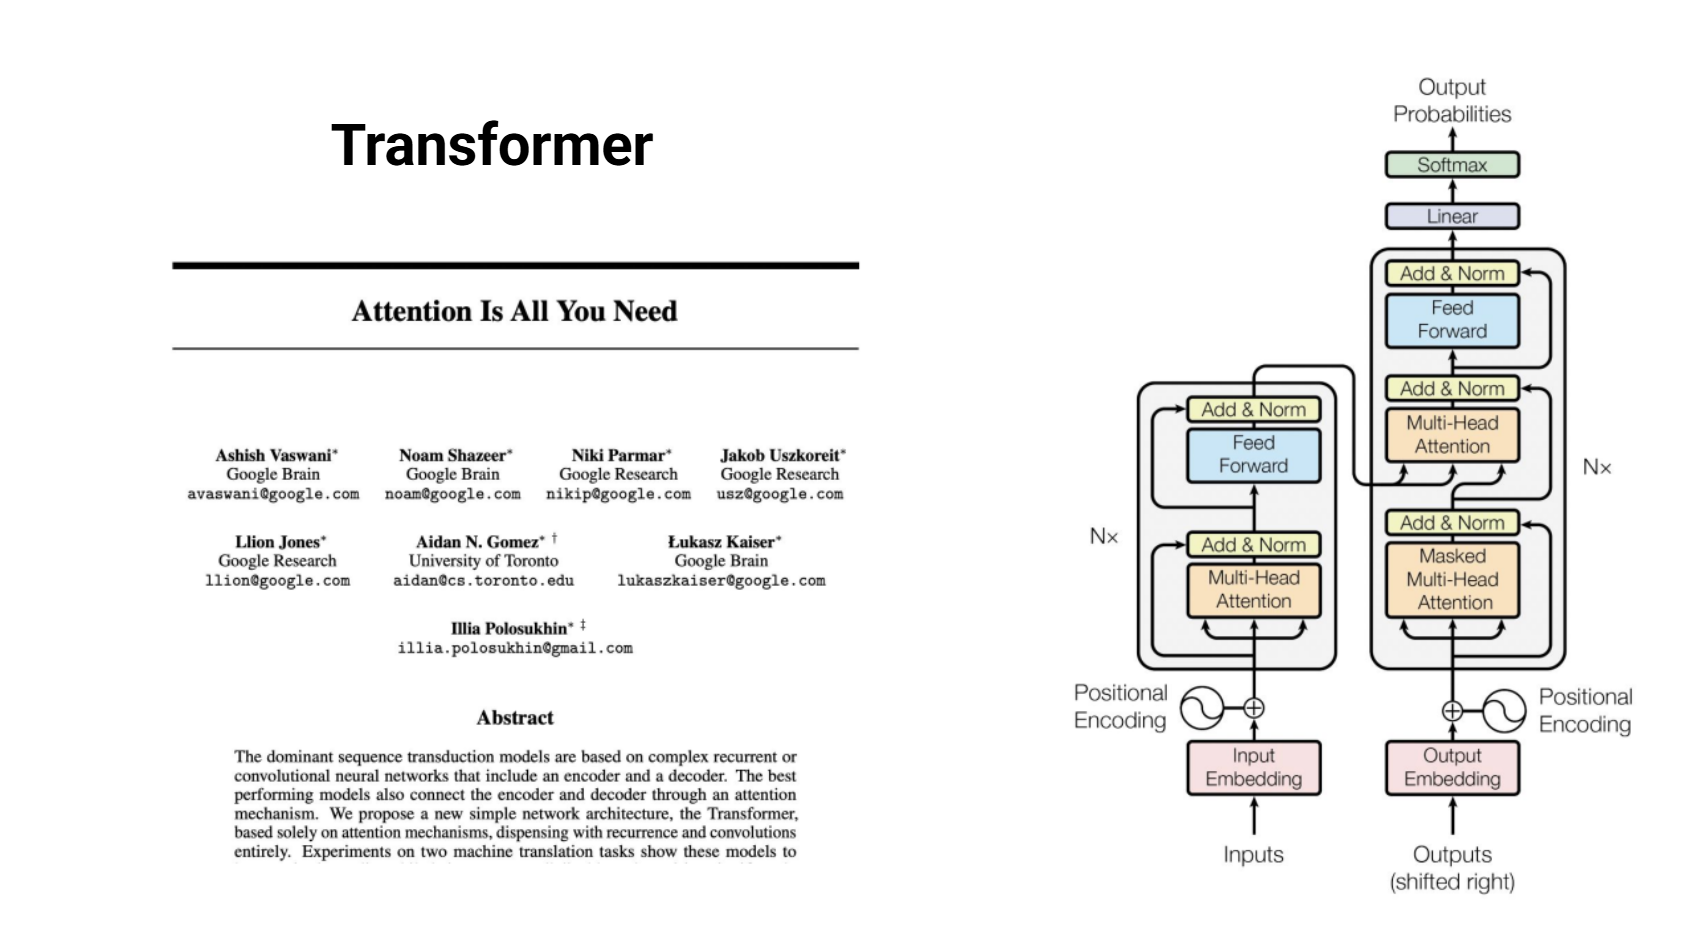 Transformer
Attention Is All You Need
Ashish Vaswani* Noam Shazeer* Niki Parmar* Jakob Uszkoreit*
Google Brain Google Brain Google Research Google Research
avaswani@google.com noam@google.com nikip@google.com usz@google.com
Llion Jones* Aidan N. Gomez* † Łukasz Kaiser*
Google Research University of Toronto Google Brain
llion@google.com aidan@cs.toronto.edu lukaszkaiser@google.com
Illia Polosukhin* ‡
illia.polosukhin@gmail.com
Abstract
The dominant sequence transduction models are based on complex recurrent or
convolutional neural networks that include an encoder and a decoder. The best
performing models also connect the encoder and decoder through an attention
mechanism. We propose a new simple network architecture, the Transformer,
based solely on attention mechanisms, dispensing with recurrence and convolutions
entirely. Experiments on two machine translation tasks show these models to
Output
Probabilities
Softmax
Linear
Add & Norm
Feed
Forward
Add & Norm
Multi-Head
Attention
N×
Add & Norm
Masked
Multi-Head
Attention
Add & Norm
Feed
Forward
N×
Add & Norm
Multi-Head
Attention
Positional
Encoding
Positional
Encoding
Input
Embedding
Output
Embedding
Inputs
Outputs
(shifted right)